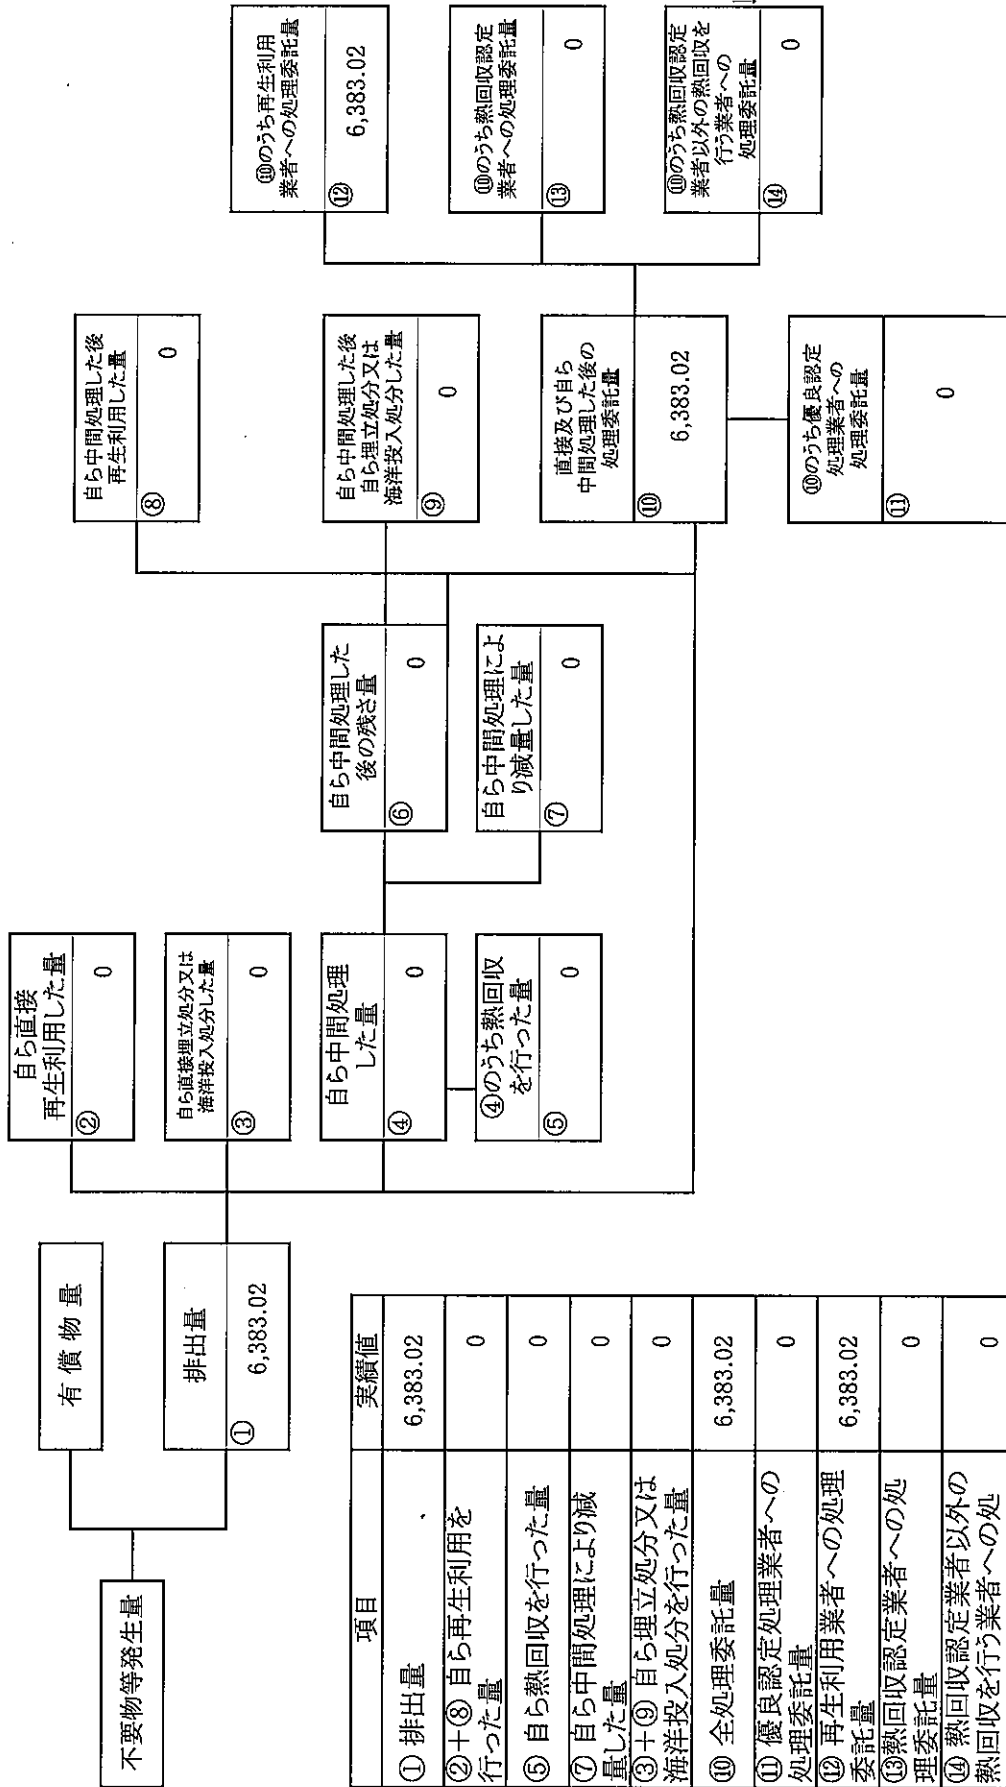 不要物等発生量
有償物量
排出量
①
6,383.02
自ら直接
再生利用した量
②
0
自ら直接埋立処分又は
海洋投入処分した量
③
0
自ら中間処理
した量
④
0
④のうち熱回収
を行った量
⑤
0
自ら中間処理した
後の残さ量
⑥
0
自ら中間処理によ
り減量した量
⑦
0
自ら中間処理した後
再生利用した量
⑧
0
自ら中間処理した後
自ら埋立処分又は
海洋投入処分した量
⑨
0
直接及び自ら
中間処理した後の
処理委託量
⑩
6,383.02
⑩のうち優良認定
処理業者への
処理委託量
⑪
0
⑩のうち再生利用
業者への処理委託量
⑫
6,383.02
⑩のうち熱回収認定
業者への処理委託量
⑬
0
⑩のうち熱回収認定
業者以外の熱回収を
行う業者への
処理委託量
⑭
0
項目 実績値
① 排出量 6,383.02
②+⑧ 自ら再生利用を
行った量 0
⑤ 自ら熱回収を行った量 0
⑦ 自ら中間処理により減
量した量 0
③+⑨ 自ら埋立処分又は
海洋投入処分を行った量 0
⑩ 全処理委託量 6,383.02
⑪ 優良認定処理業者への
処理委託量 0
⑫ 再生利用業者への処理
委託量 6,383.02
⑬熱回収認定業者への処
理委託量 0
⑭ 熱回収認定業者以外の
熱回収を行う業者への処 0